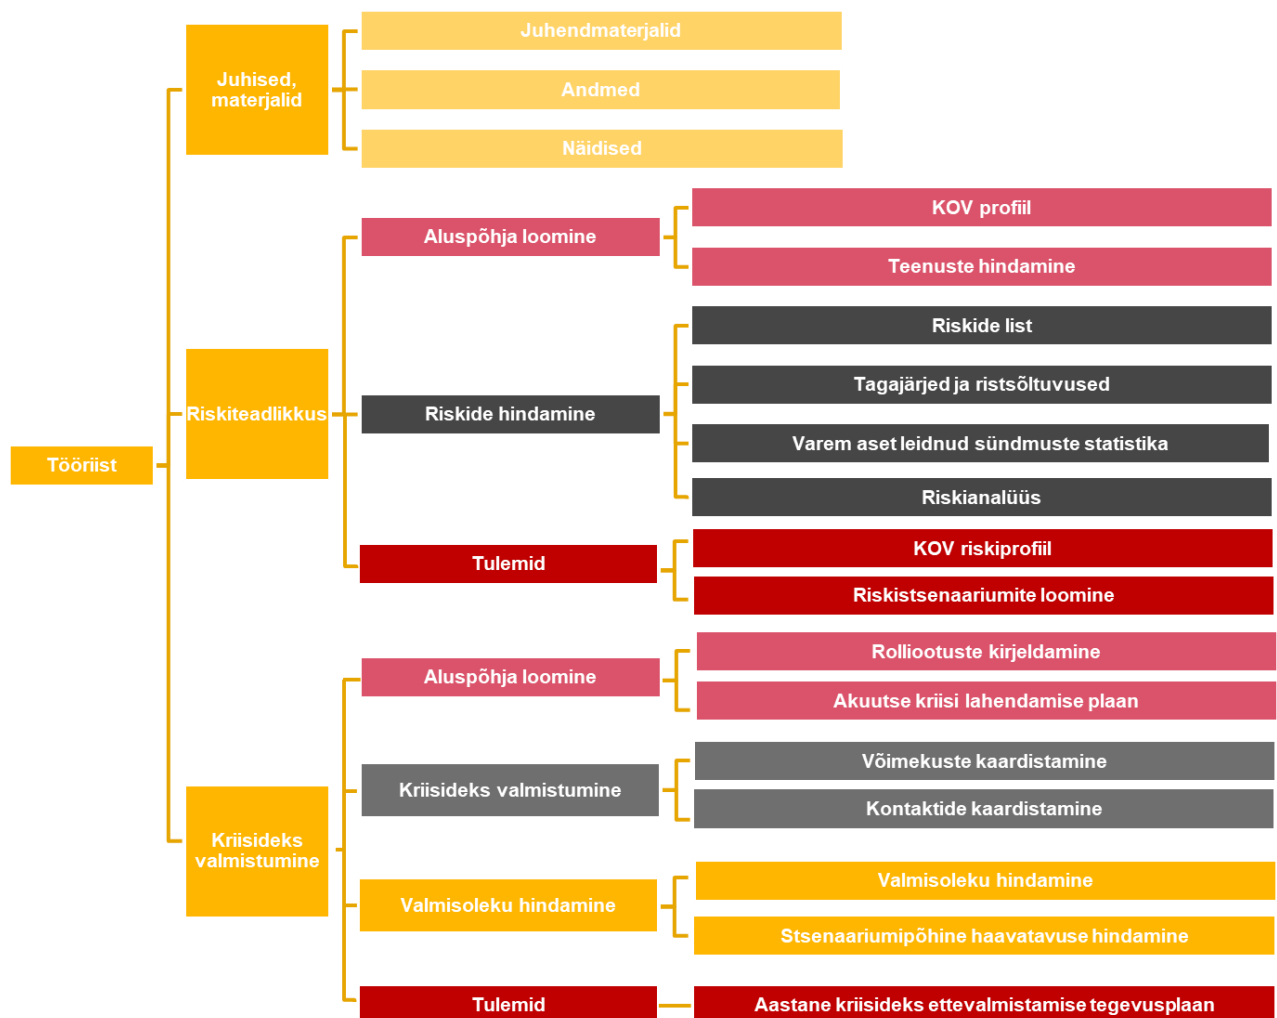 Tööriist
Juhised,
materjalid
Juhendmaterjalid
Andmed
Näidised
Riskiteadlikkus
Aluspõhja loomine
KOV profiil
Teenuste hindamine
Riskide hindamine
Riskide list
Tagajärjed ja ristsõltuvused
Varem aset leidnud sündmuste statistika
Riskianalüüs
Tulemid
KOV riskiprofiil
Riskistsenaariumite loomine
Kriisideks
valmistumine
Aluspõhja loomine
Rolliootuste kirjeldamine
Akuutse kriisi lahendamise plaan
Kriisideks valmistumine
Võimekuste kaardistamine
Kontaktide kaardistamine
Valmisoleku hindamine
Valmisoleku hindamine
Stsenaariumipõhine haavatavuse hindamine
Tulemid
Aastane kriisideks ettevalmistamise tegevusplaan